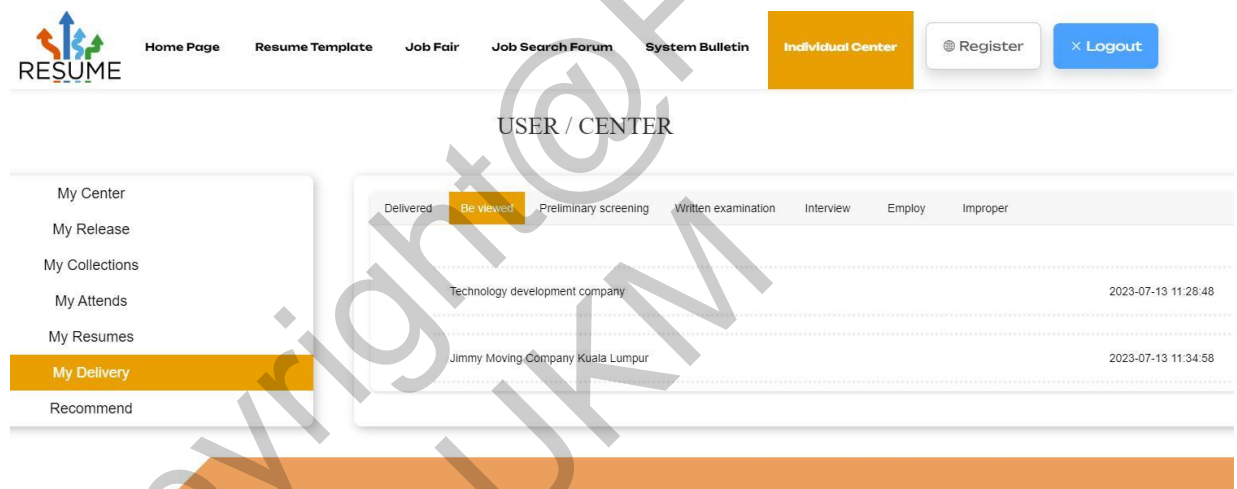 RESUME
Home Page Resume Template Job Fair Job Search Forum System Bulletin Individual Center Register × Logout
USER / CENTER
My Center
My Release
My Collections
My Attends
My Resumes
My Delivery
Recommend
Delivered Be viewed Preliminary screening Written examination Interview Employ Improper
Technology development company 2023-07-13 11:28:48
Jimmy Moving Company Kuala Lumpur 2023-07-13 11:34:58
UKM